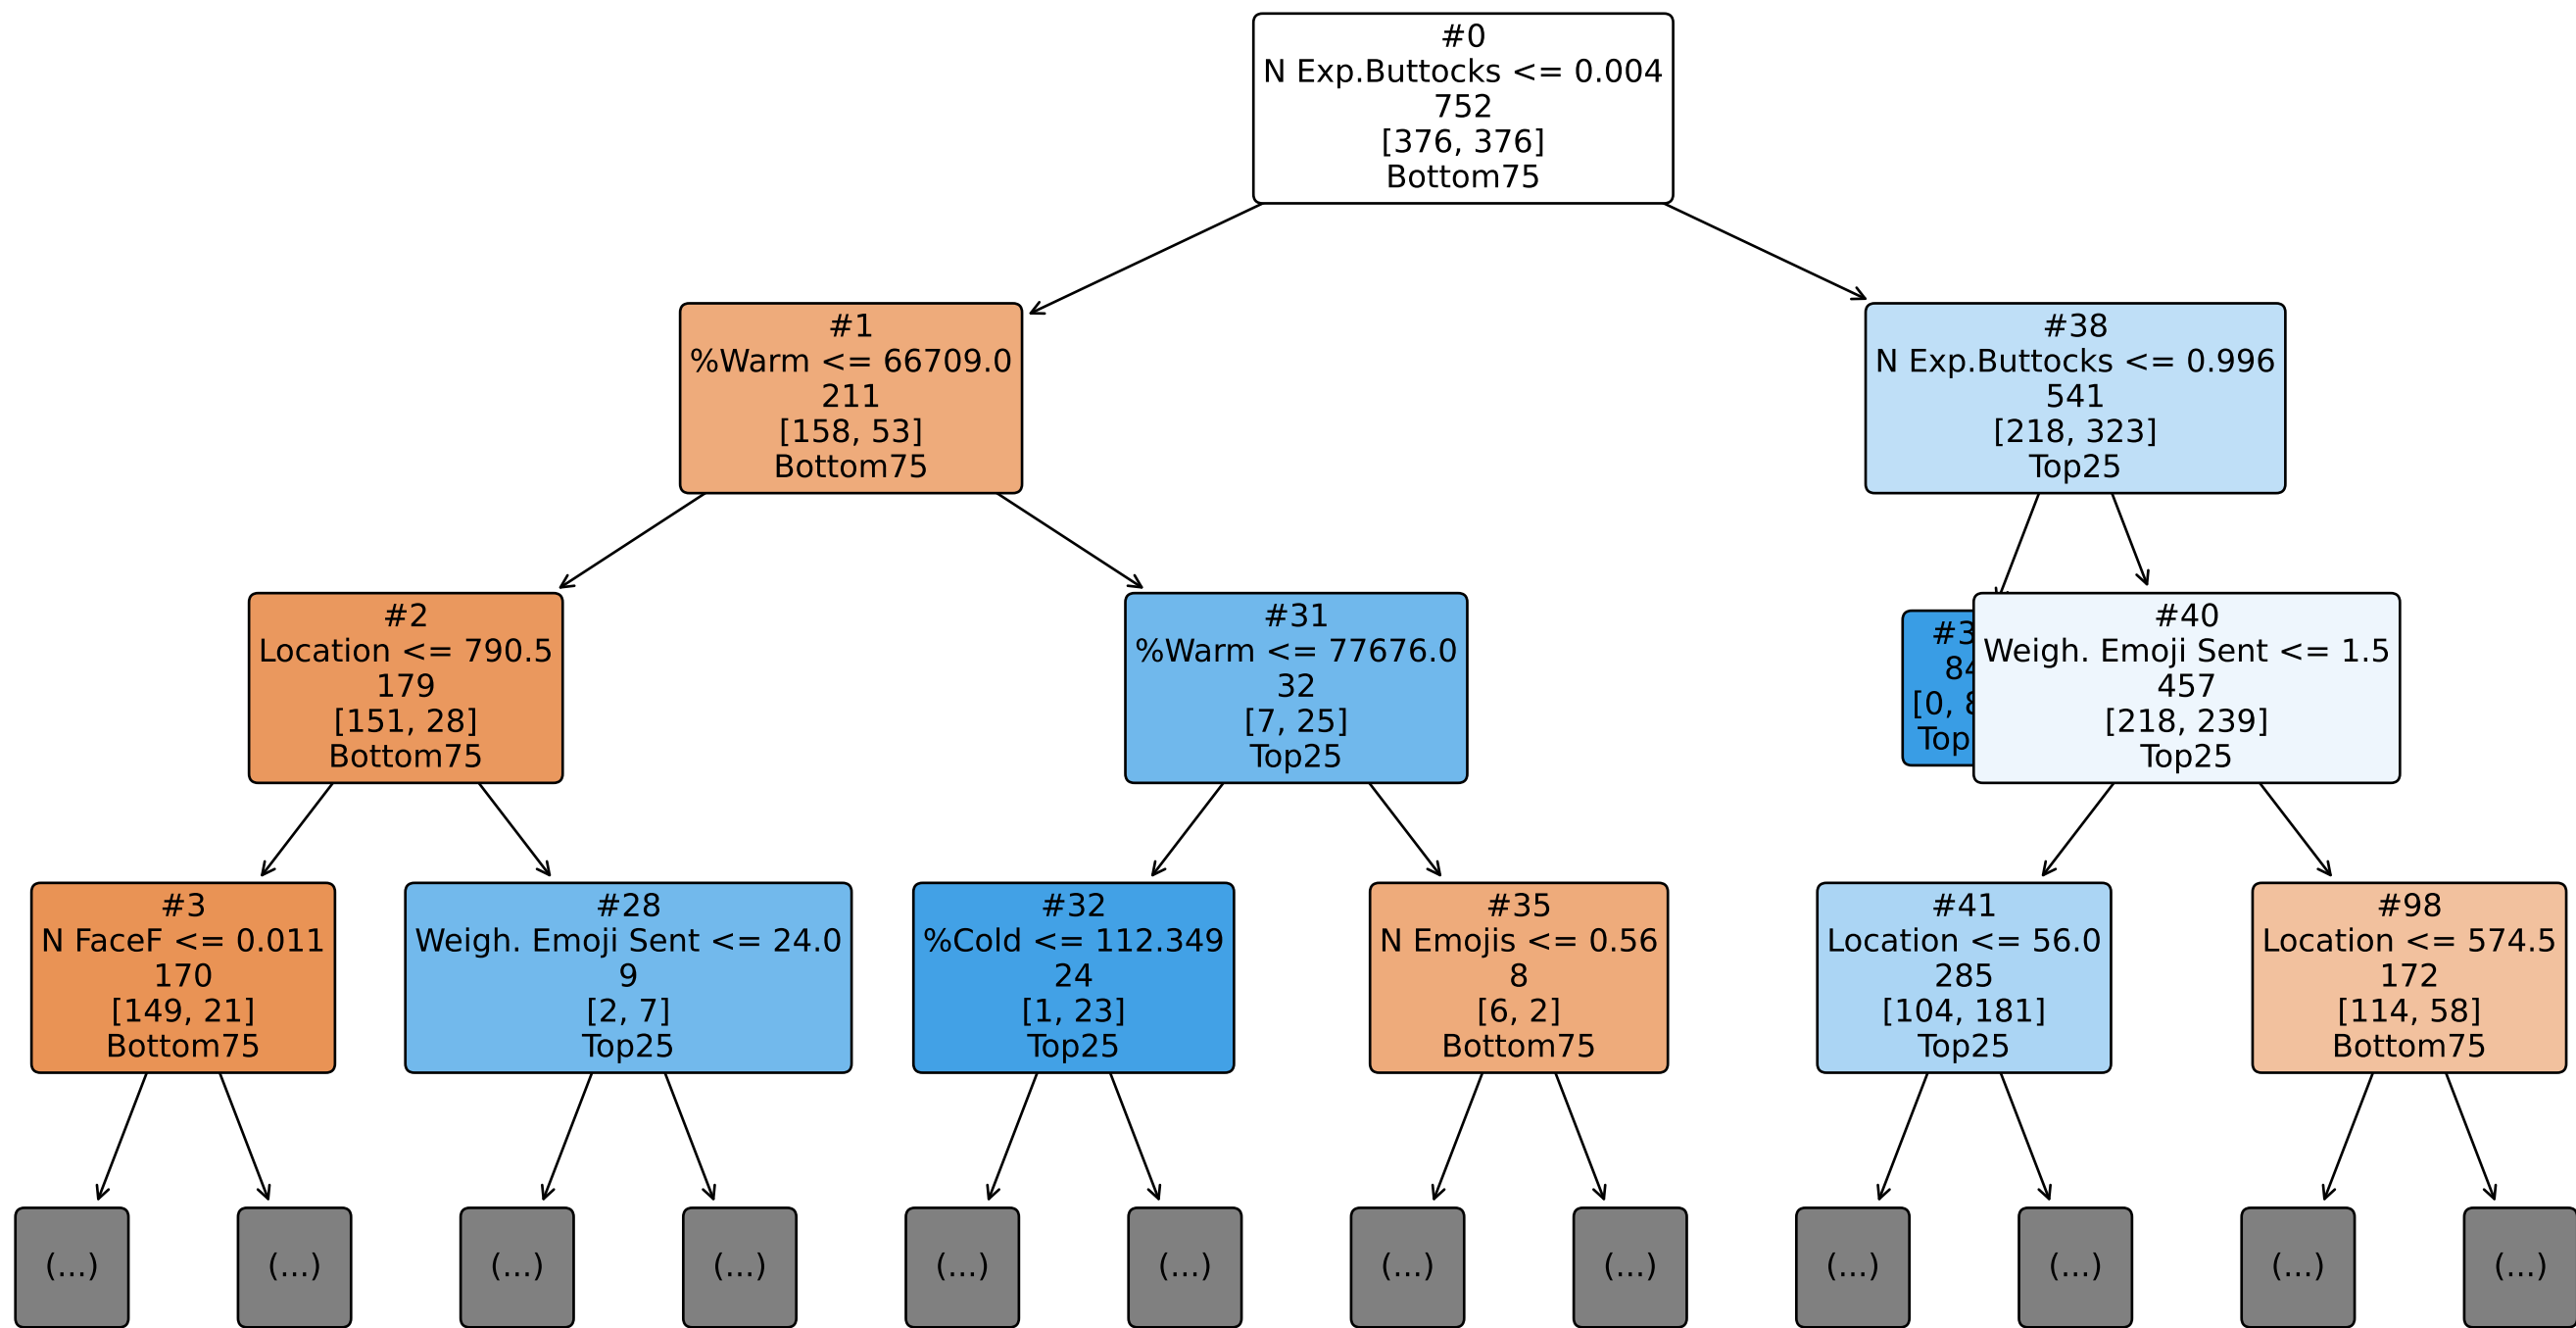 #0
N Exp.Buttocks <= 0.004
752
[376, 376]
Bottom75
#1
%Warm <= 66709.0
211
[158, 53]
Bottom75
#38
N Exp.Buttocks <= 0.996
541
[218, 323]
Top25
#2
Location <= 790.5
179
[151, 28]
Bottom75
#31
%Warm <= 77676.0
32
[7, 25]
Top25
#3
84
[0, 8
Top
#40
Weigh. Emoji Sent <= 1.5
457
[218, 239]
Top25
#3
N FaceF <= 0.011
170
[149, 21]
Bottom75
#28
Weigh. Emoji Sent <= 24.0
9
[2, 7]
Top25
#32
%Cold <= 112.349
24
[1, 23]
Top25
#35
N Emojis <= 0.56
8
[6, 2]
Bottom75
#41
Location <= 56.0
285
[104, 181]
Top25
#98
Location <= 574.5
172
[114, 58]
Bottom75
(...)
(...)
(...)
(...)
(...)
(...)
(...)
(...)
(...)
(...)
(...)
(...)